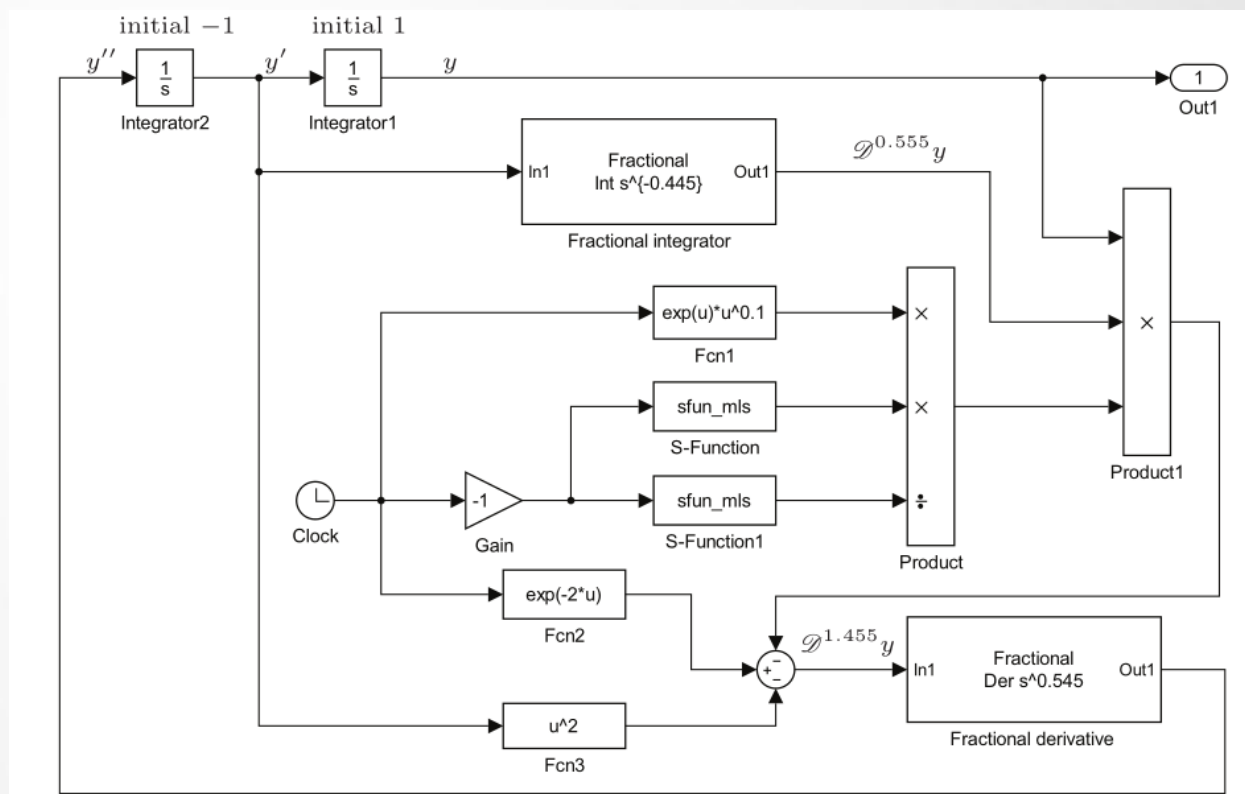 initial −1
initial 1
y′′
1
s
Integrator2
y′
1
s
Integrator1
y
1
Out1
In1
Fractional
Int s^{-0.445}
Out1
Fractional integrator
𝒟^0.555 y
exp(u)*u^0.1
Fcn1
×
sfun_mls
S-Function
×
sfun_mls
S-Function1
÷
Product
×
Product1
Clock
-1
Gain
exp(-2*u)
Fcn2
+
−
−
𝒟^1.455 y
In1
Fractional
Der s^0.545
Out1
Fractional derivative
u^2
Fcn3